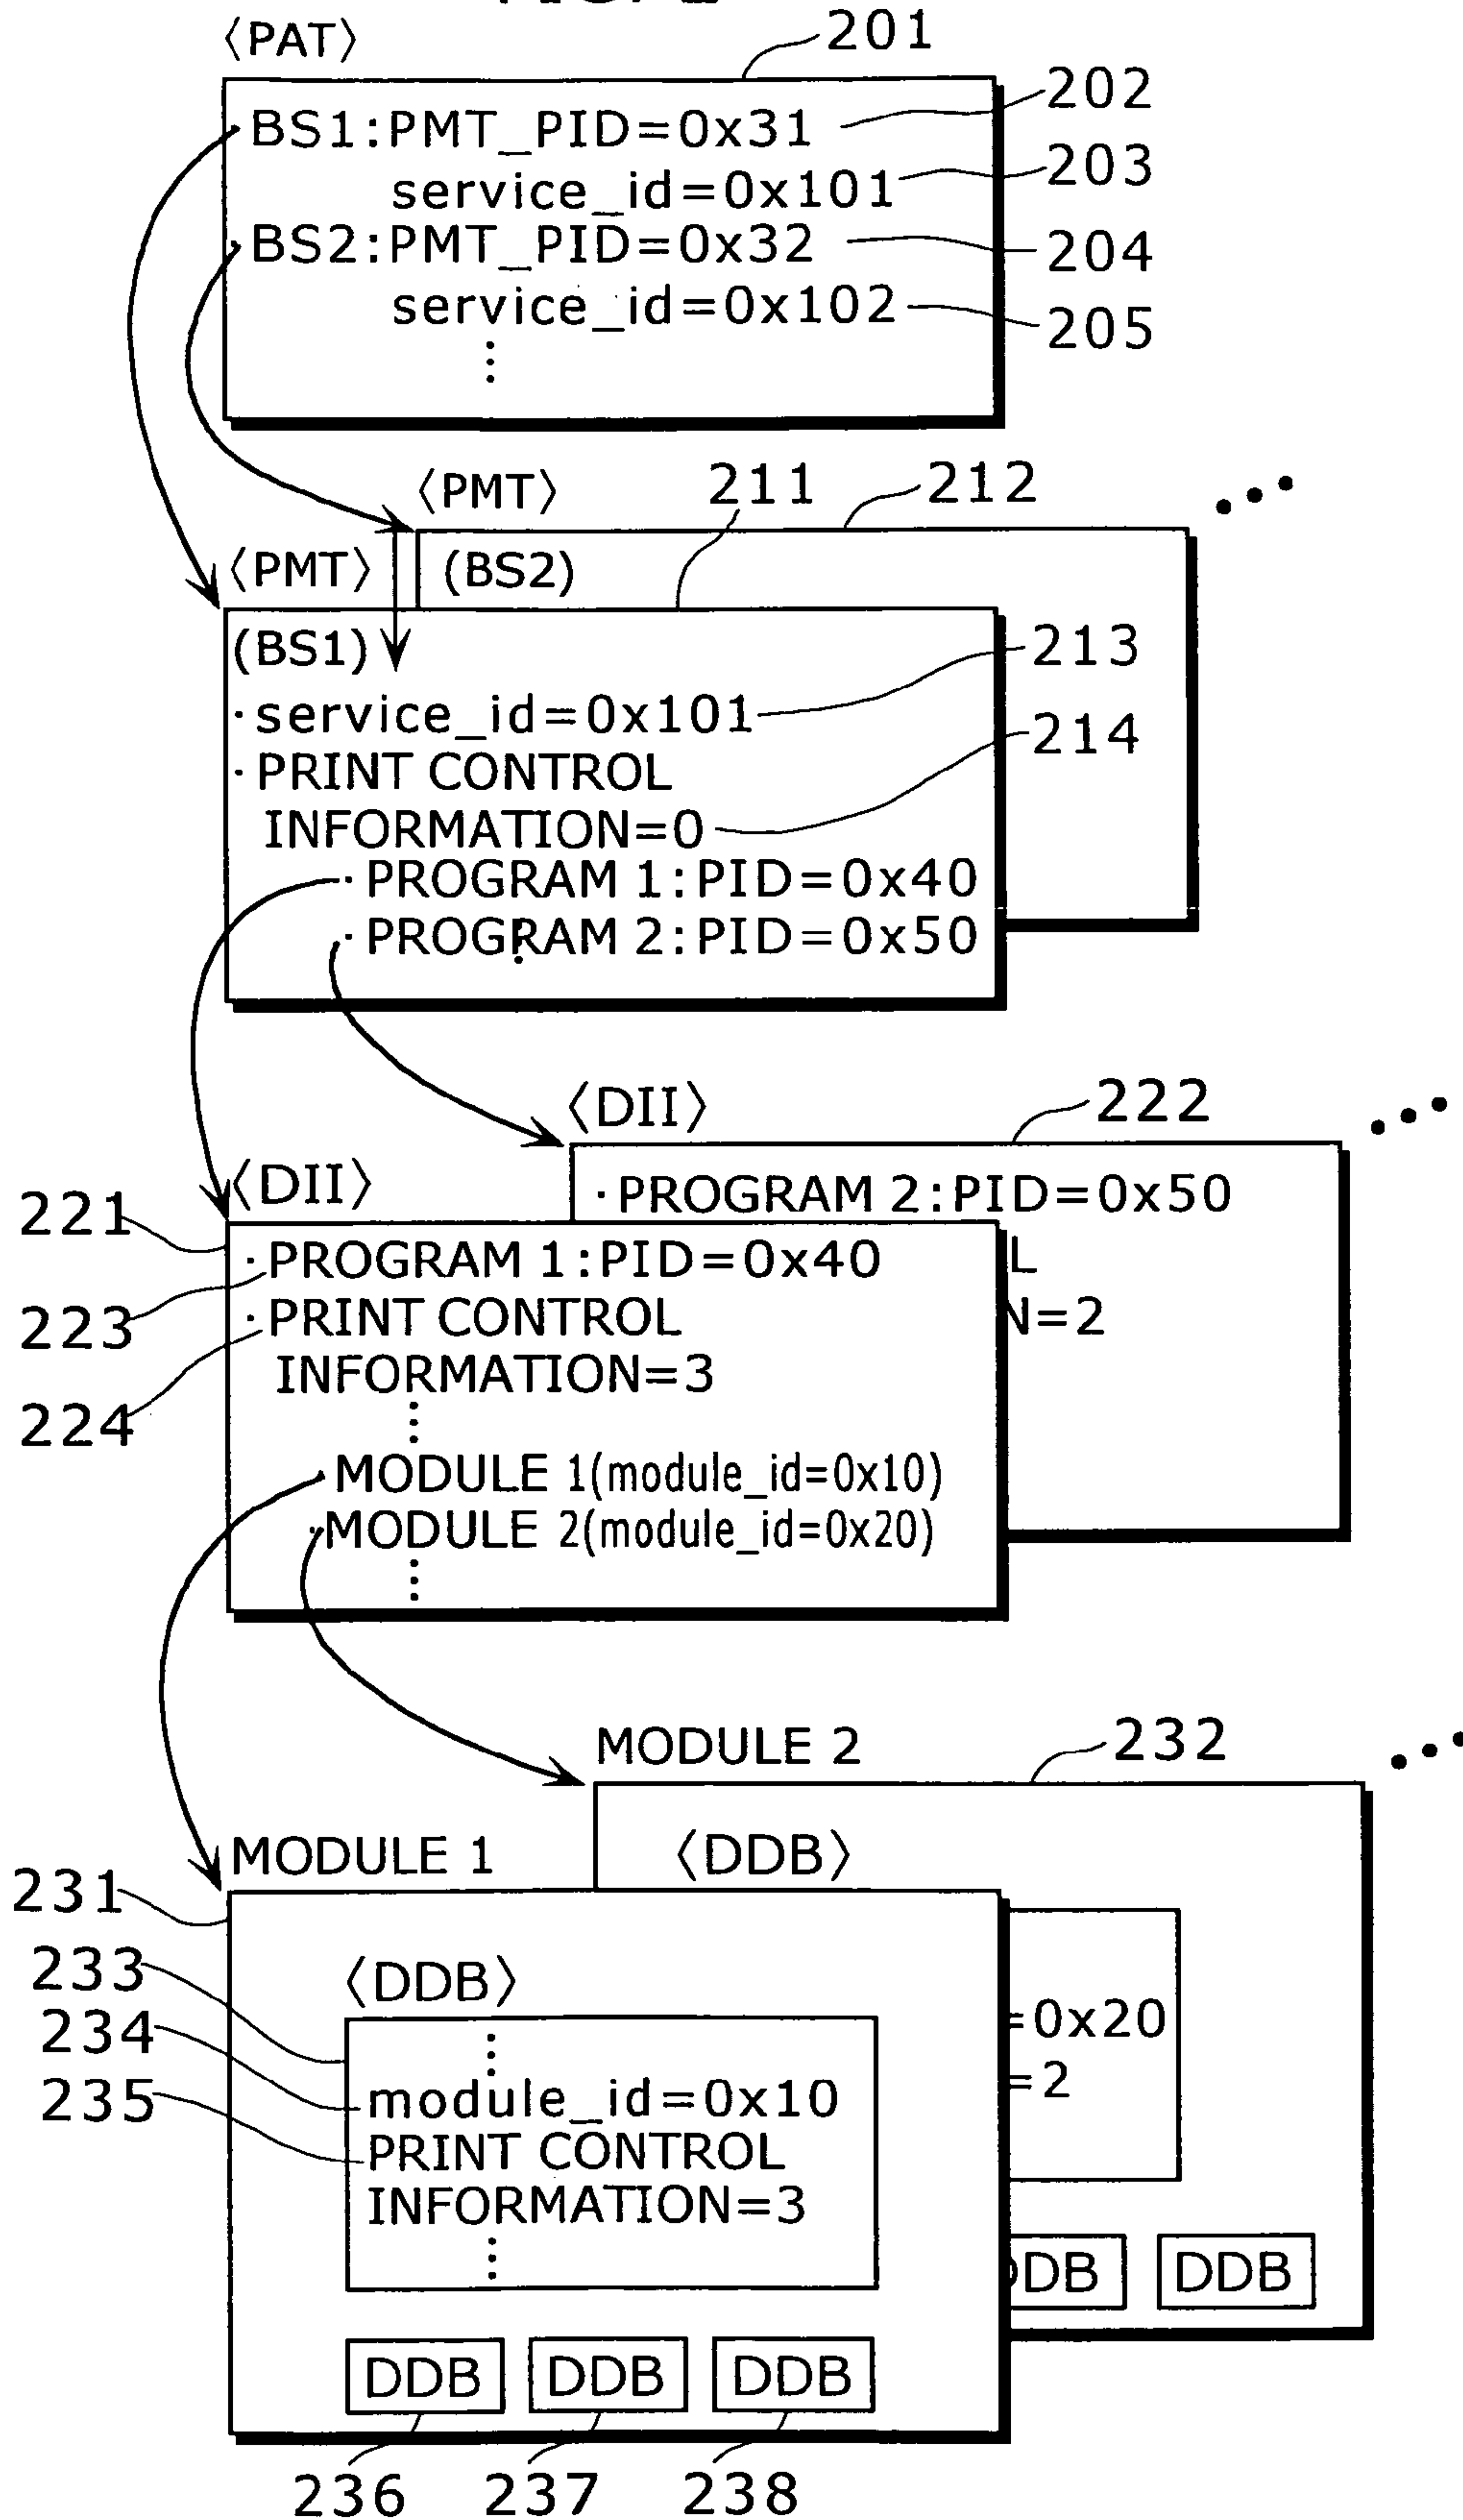 〈PAT〉
201
BS1:PMT_PID=0x31
202
service_id=0x101
203
BS2:PMT_PID=0x32
204
service_id=0x102
205
〈PMT〉
211
212
〈PMT〉
(BS2)
(BS1)
213
·service_id=0x101
214
·PRINT CONTROL
INFORMATION=0
·PROGRAM 1:PID=0x40
·PROGRAM 2:PID=0x50
〈DII〉
222
〈DII〉
·PROGRAM 2:PID=0x50
221
·PROGRAM 1:PID=0x40
L
223
·PRINT CONTROL
N=2
INFORMATION=3
224
MODULE 1(module_id=0x10)
·MODULE 2(module_id=0x20)
MODULE 2
232
MODULE 1
〈DDB〉
231
233
〈DDB〉
234
=0x20
235
module_id=0x10
=2
PRINT CONTROL
INFORMATION=3
DDB
DDB
DDB
DDB
DDB
236
237
238